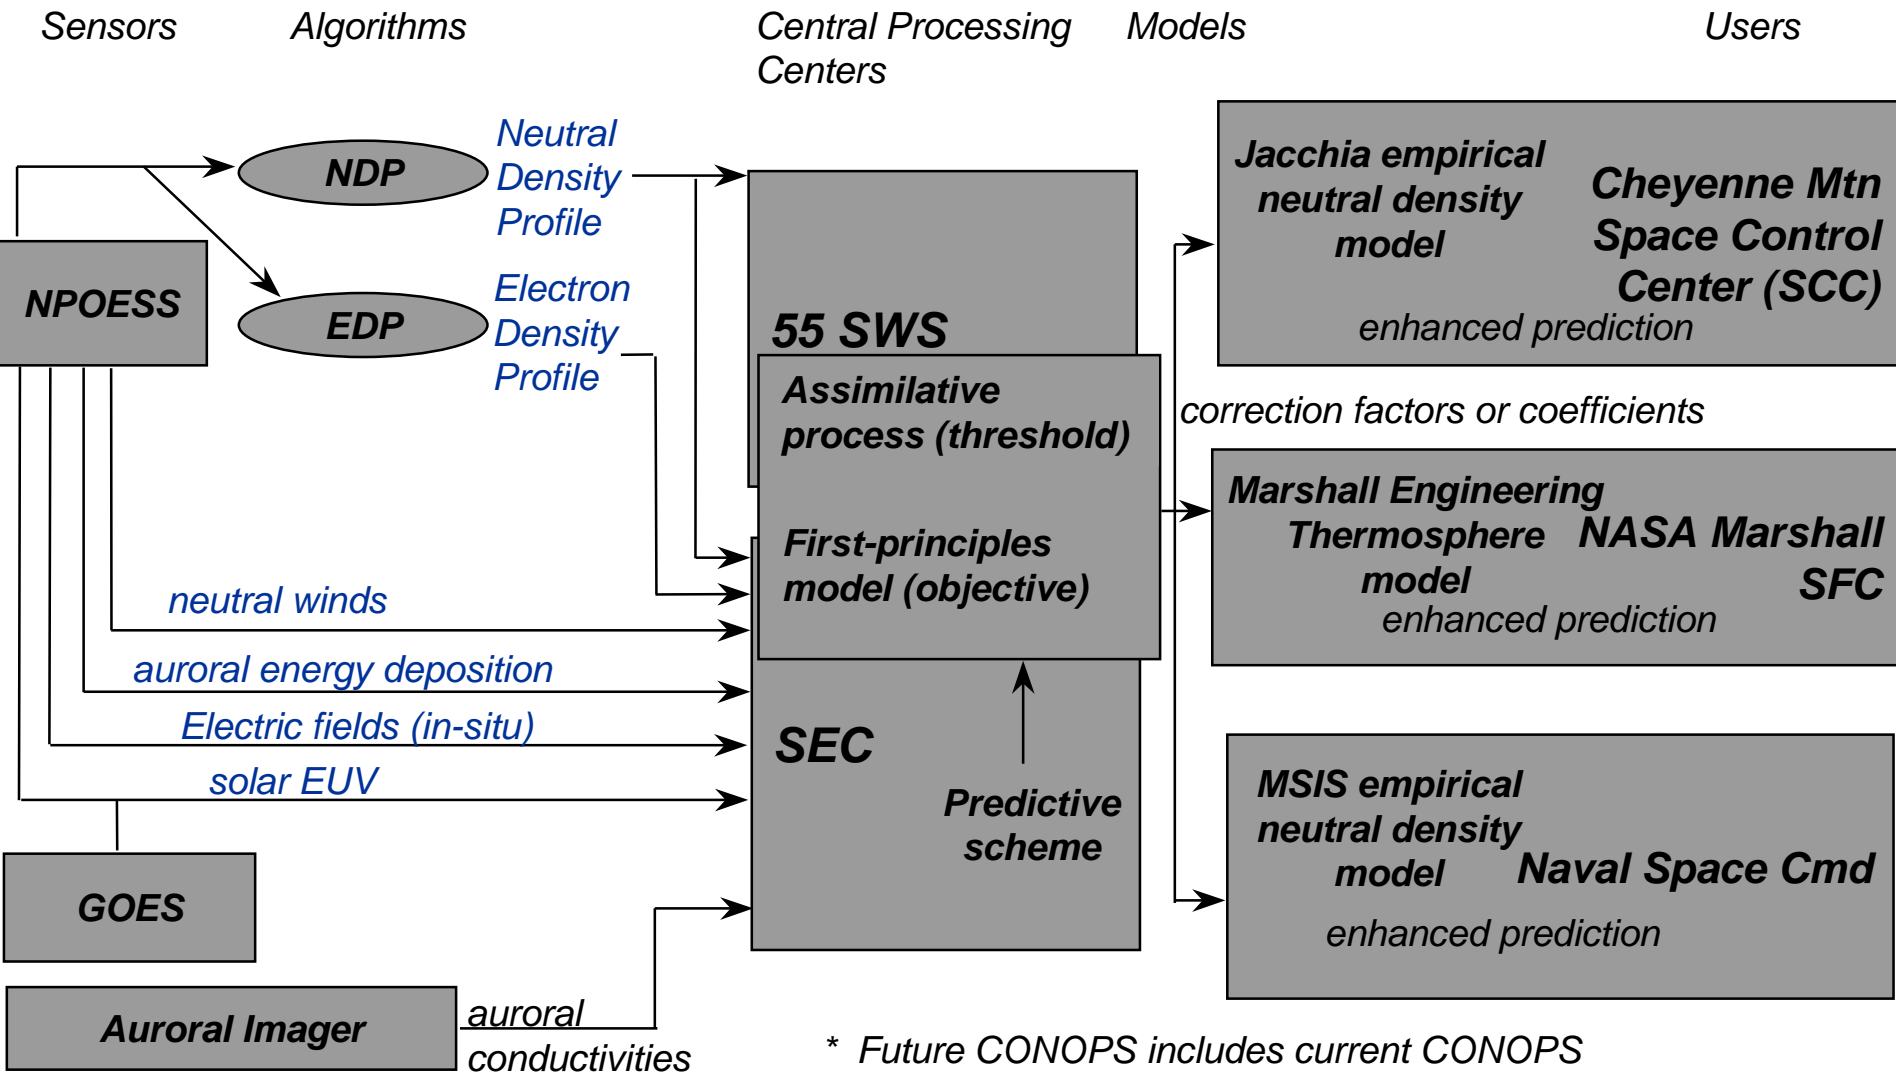 Sensors
Algorithms
Central Processing
Centers
Models
Users
NDP
Neutral
Density
Profile
NPOESS
EDP
Electron
Density
Profile
neutral winds
auroral energy deposition
Electric fields (in-situ)
solar EUV
GOES
Auroral Imager
auroral
conductivities
55 SWS
Assimilative
process (threshold)
First-principles
model (objective)
SEC
Predictive
scheme
Jacchia empirical
neutral density
model
Cheyenne Mtn
Space Control
Center (SCC)
enhanced prediction
correction factors or coefficients
Marshall Engineering
Thermosphere
model
NASA Marshall
SFC
enhanced prediction
MSIS empirical
neutral density
model
Naval Space Cmd
enhanced prediction
* Future CONOPS includes current CONOPS